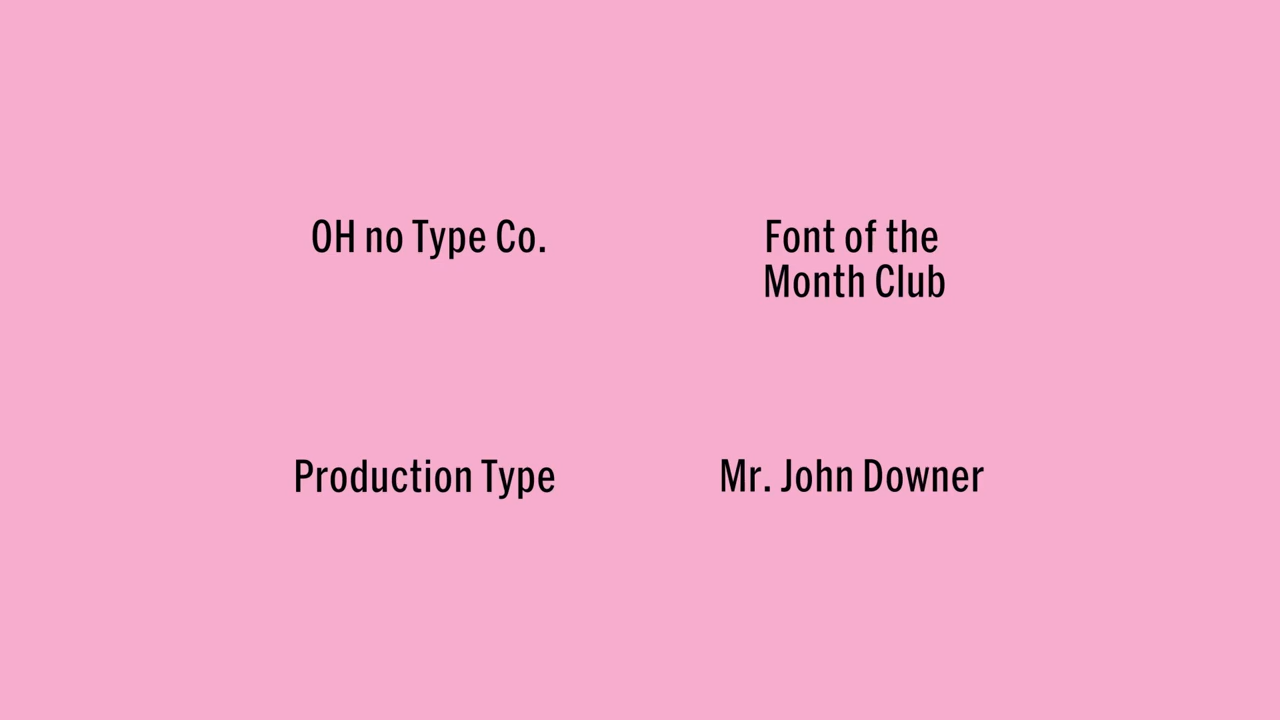 OH no Type Co.
Font of the
Month Club
Production Type
Mr. John Downer